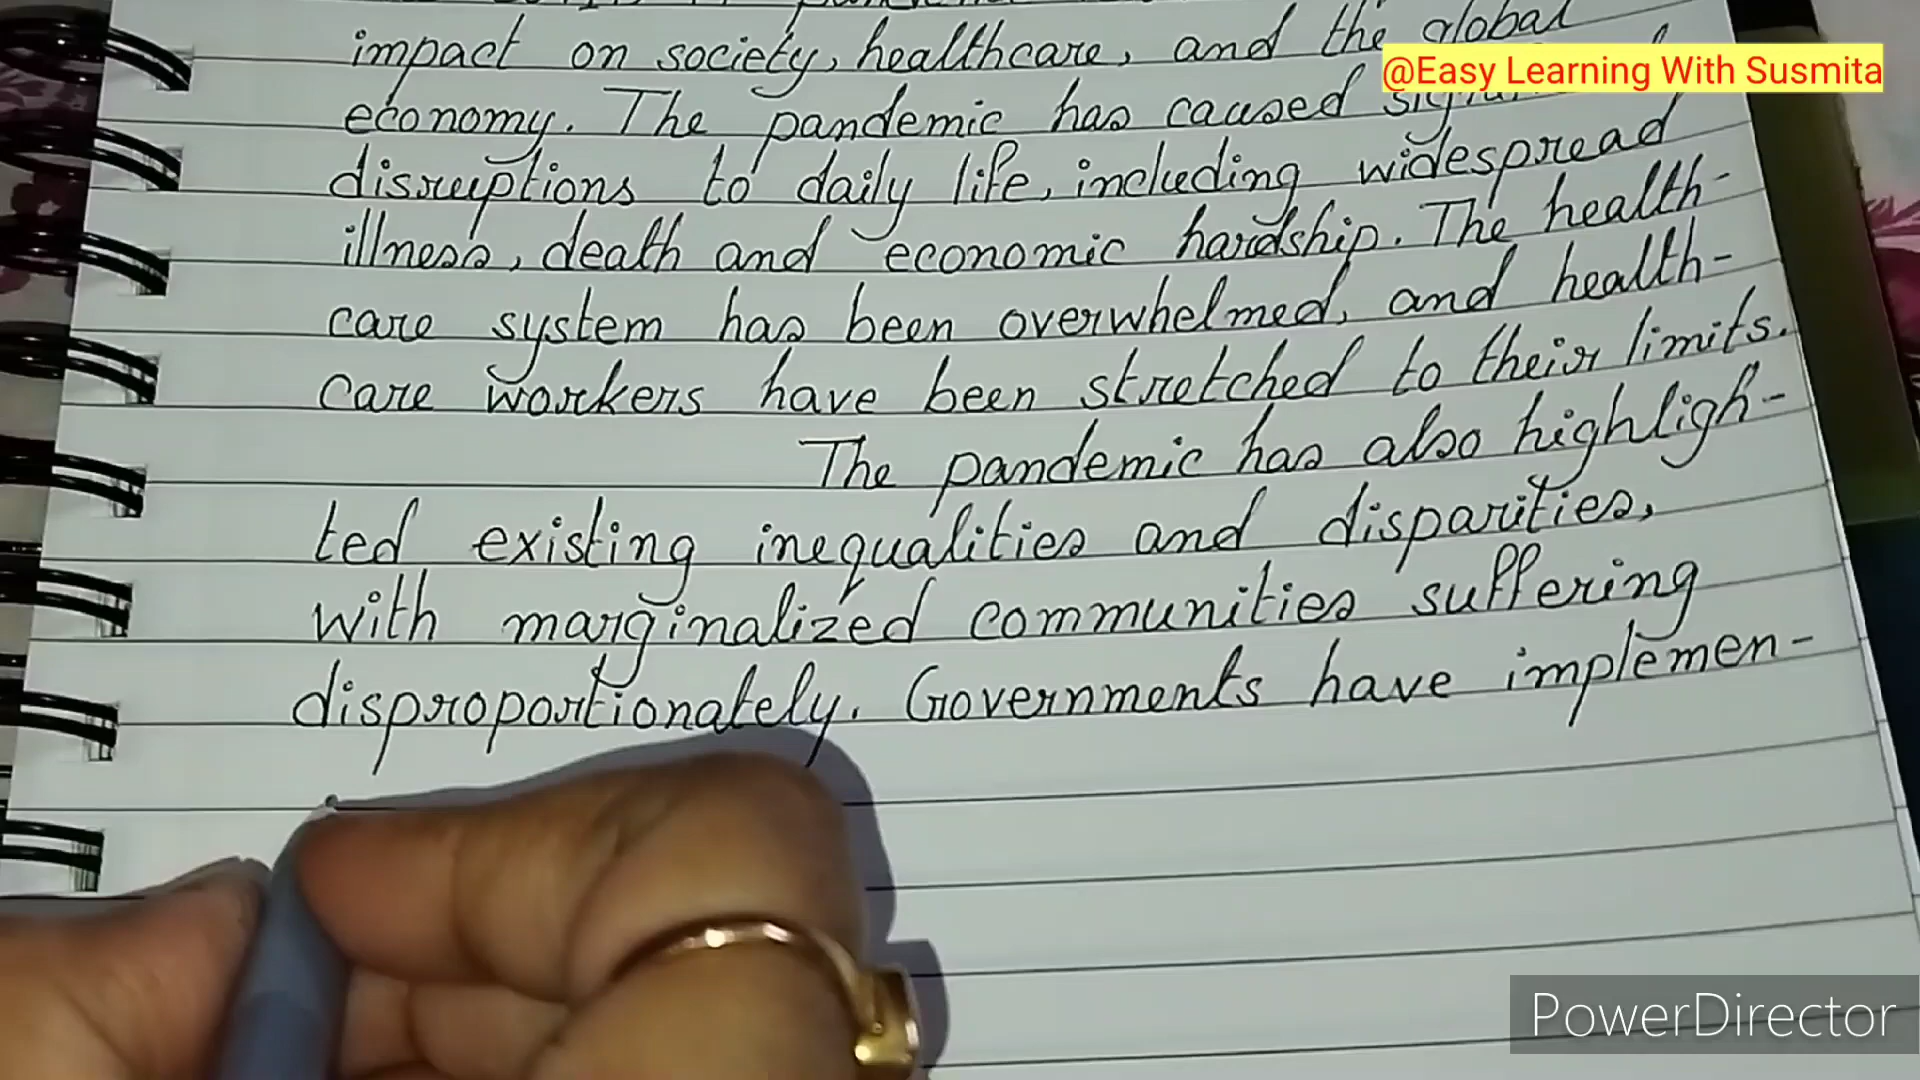 impact on society, healthcare, and the global
@Easy Learning With Susmita
economy. The pandemic has caused
disruptions to daily life, including widespread
illness, death and economic hardship. The health-
care system has been overwhelmed, and health-
care workers have been stretched to their limits.
The pandemic has also highligh-
ted existing inequalities and disparities,
with marginalized communities suffering
disproportionately. Governments have implemen-
PowerDirector